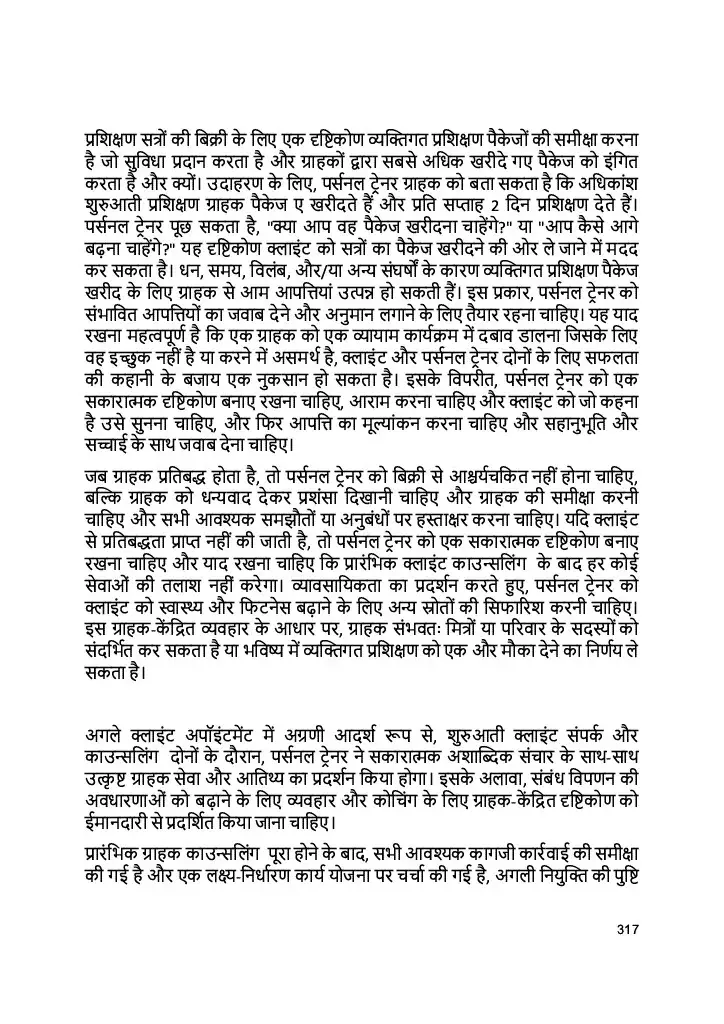 प्रशिक्षण सत्रों की बिक्री के लिए एक दृष्टिकोण व्यक्तिगत प्रशिक्षण पैकेजों की समीक्षा करना
है जो सुविधा प्रदान करता है और ग्राहकों द्वारा सबसे अधिक खरीदे गए पैकेज को इंगित
करता है और क्यों। उदाहरण के लिए, पर्सनल ट्रेनर ग्राहक को बता सकता है कि अधिकांश
शुरुआती प्रशिक्षण ग्राहक पैकेज ए खरीदते हैं और प्रति सप्ताह 2 दिन प्रशिक्षण देते हैं।
पर्सनल ट्रेनर पूछ सकता है, "क्या आप वह पैकेज खरीदना चाहेंगे?" या "आप कैसे आगे
बढ़ना चाहेंगे?" यह दृष्टिकोण क्लाइंट को सत्रों का पैकेज खरीदने की ओर ले जाने में मदद
कर सकता है। धन, समय, विलंब, और/या अन्य संघर्षों के कारण व्यक्तिगत प्रशिक्षण पैकेज
खरीद के लिए ग्राहक से आम आपत्तियां उत्पन्न हो सकती हैं। इस प्रकार, पर्सनल ट्रेनर को
संभावित आपत्तियों का जवाब देने और अनुमान लगाने के लिए तैयार रहना चाहिए। यह याद
रखना महत्वपूर्ण है कि एक ग्राहक को एक व्यायाम कार्यक्रम में दबाव डालना जिसके लिए
वह इच्छुक नहीं है या करने में असमर्थ है, क्लाइंट और पर्सनल ट्रेनर दोनों के लिए सफलता
की कहानी के बजाय एक नुकसान हो सकता है। इसके विपरीत, पर्सनल ट्रेनर को एक
सकारात्मक दृष्टिकोण बनाए रखना चाहिए, आराम करना चाहिए और क्लाइंट को जो कहना
है उसे सुनना चाहिए, और फिर आपत्ति का मूल्यांकन करना चाहिए और सहानुभूति और
सच्चाई के साथ जवाब देना चाहिए।
जब ग्राहक प्रतिबद्ध होता है, तो पर्सनल ट्रेनर को बिक्री से आश्चर्यचकित नहीं होना चाहिए,
बल्कि ग्राहक को धन्यवाद देकर प्रशंसा दिखानी चाहिए और ग्राहक की समीक्षा करनी
चाहिए और सभी आवश्यक समझौतों या अनुबंधों पर हस्ताक्षर करना चाहिए। यदि क्लाइंट
से प्रतिबद्धता प्राप्त नहीं की जाती है, तो पर्सनल ट्रेनर को एक सकारात्मक दृष्टिकोण बनाए
रखना चाहिए और याद रखना चाहिए कि प्रारंभिक क्लाइंट काउन्सलिंग के बाद हर कोई
सेवाओं की तलाश नहीं करेगा। व्यावसायिकता का प्रदर्शन करते हुए, पर्सनल ट्रेनर को
क्लाइंट को स्वास्थ्य और फिटनेस बढ़ाने के लिए अन्य स्रोतों की सिफारिश करनी चाहिए।
इस ग्राहक-केंद्रित व्यवहार के आधार पर, ग्राहक संभवतः मित्रों या परिवार के सदस्यों को
संदर्भित कर सकता है या भविष्य में व्यक्तिगत प्रशिक्षण को एक और मौका देने का निर्णय ले
सकता है।
अगले क्लाइंट अपॉइंटमेंट में अग्रणी आदर्श रूप से, शुरुआती क्लाइंट संपर्क और
काउन्सलिंग दोनों के दौरान, पर्सनल ट्रेनर ने सकारात्मक अशाब्दिक संचार के साथ-साथ
उत्कृष्ट ग्राहक सेवा और आतिथ्य का प्रदर्शन किया होगा। इसके अलावा, संबंध विपणन की
अवधारणाओं को बढ़ाने के लिए व्यवहार और कोचिंग के लिए ग्राहक-केंद्रित दृष्टिकोण को
ईमानदारी से प्रदर्शित किया जाना चाहिए।
प्रारंभिक ग्राहक काउन्सलिंग पूरा होने के बाद, सभी आवश्यक कागजी कार्रवाई की समीक्षा
की गई है और एक लक्ष्य-निर्धारण कार्य योजना पर चर्चा की गई है, अगली नियुक्ति की पुष्टि
317